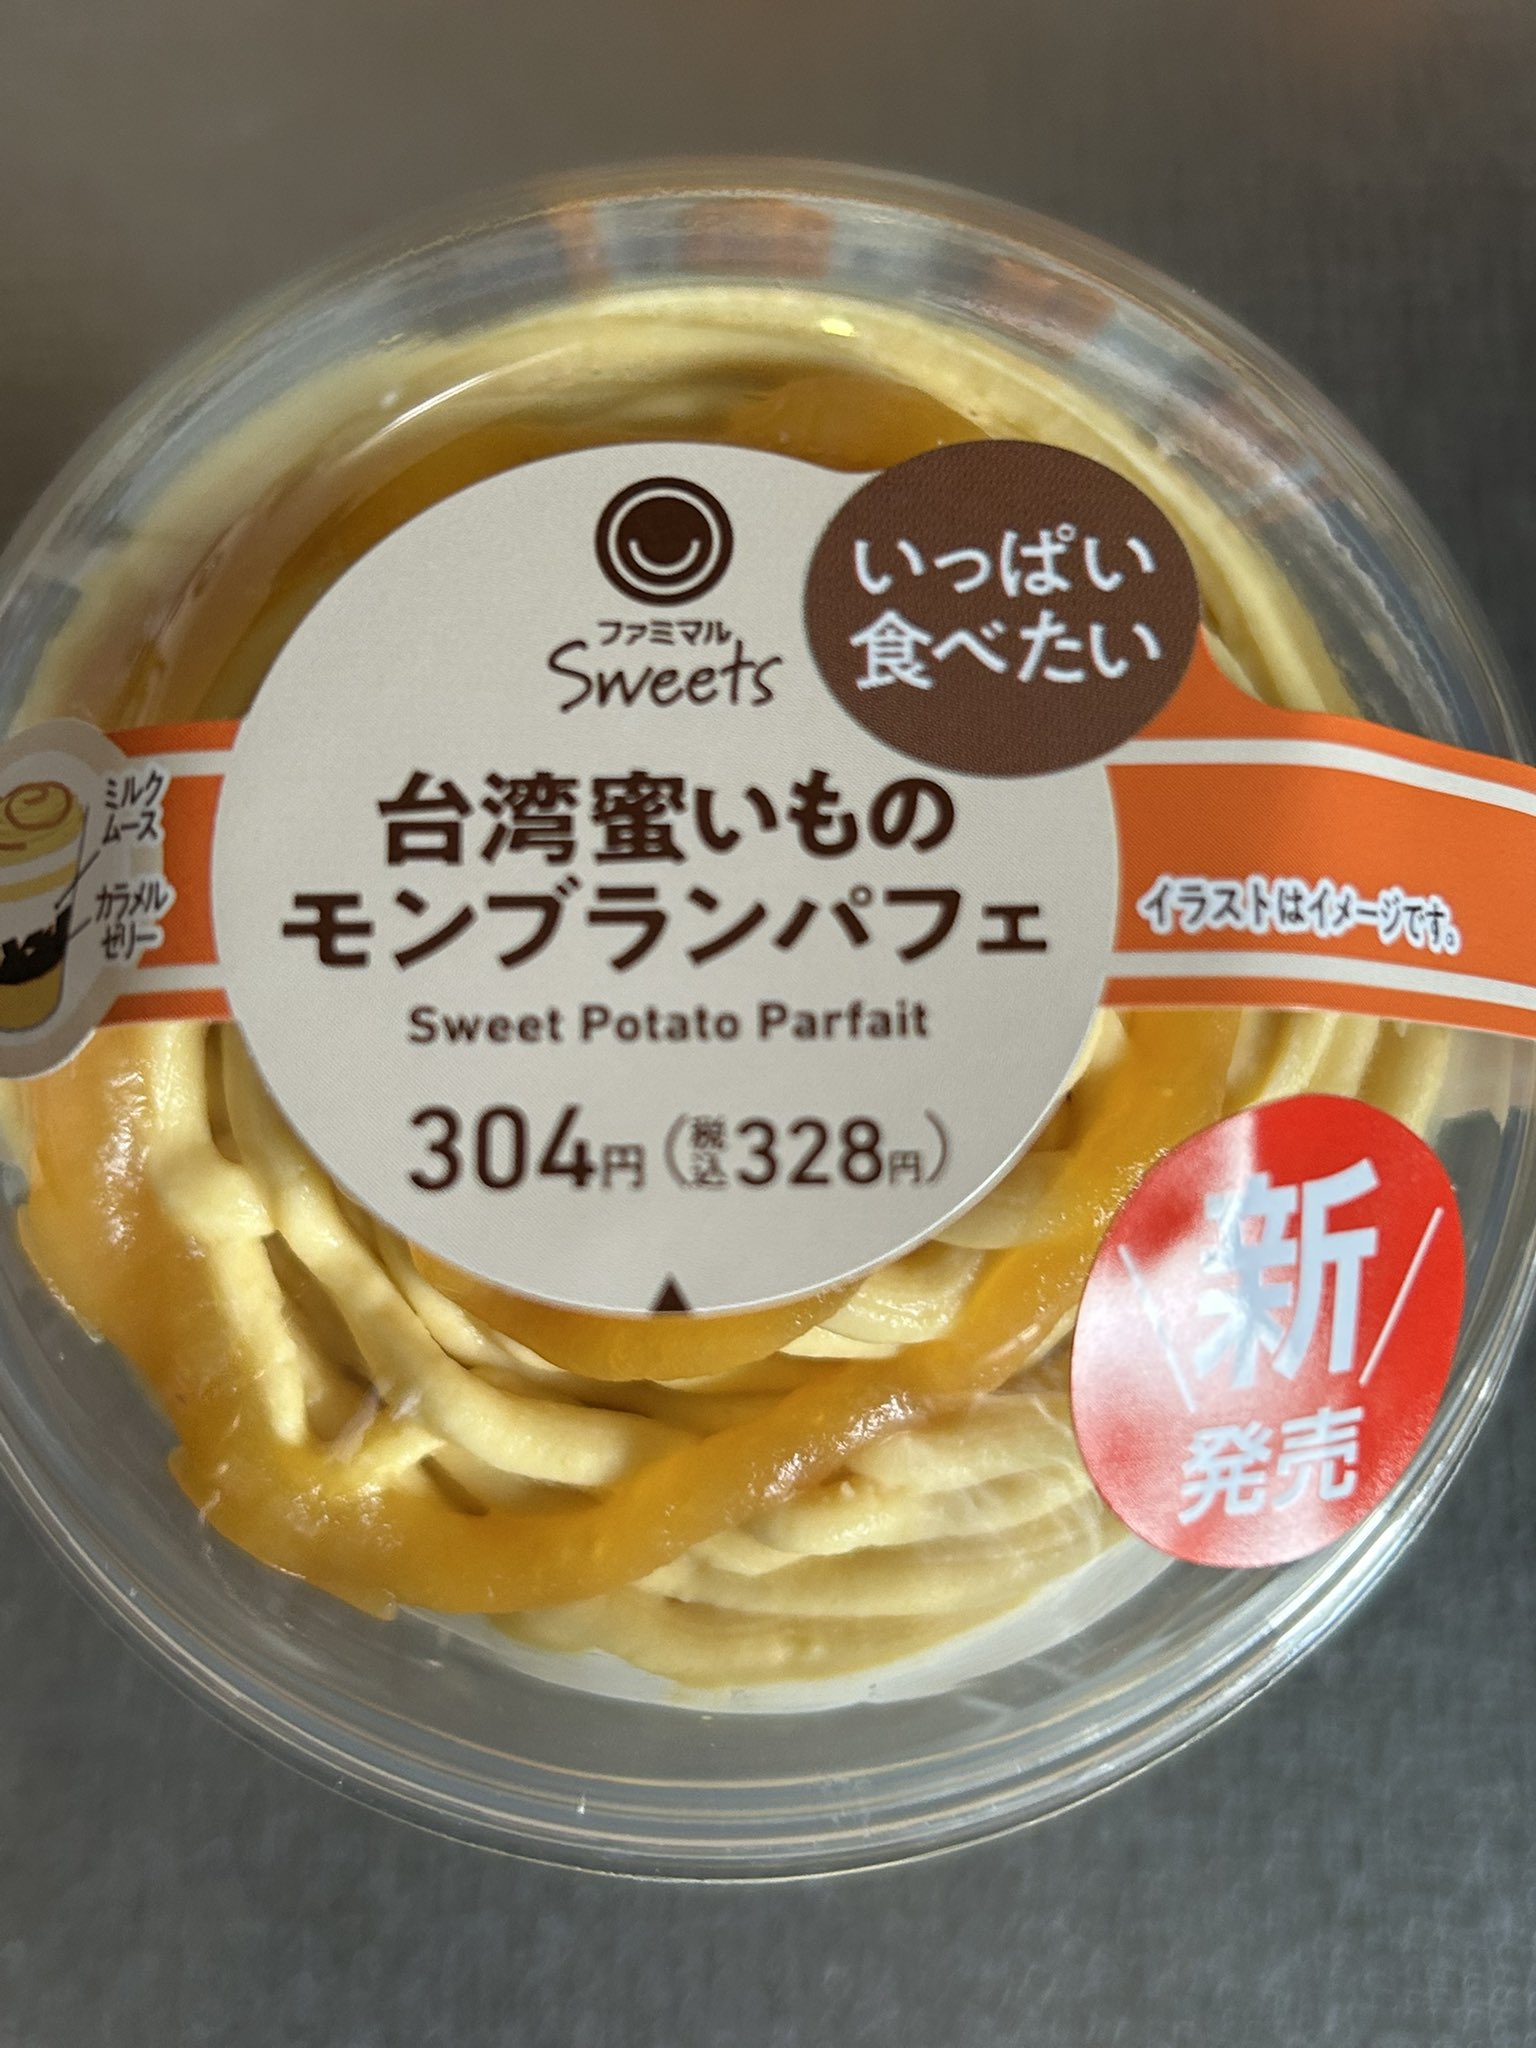 ファミマル
Sweets
いっぱい
食べたい
台湾蜜いもの
モンブランパフェ
Sweet Potato Parfait
304円(税込328円)
ミルク
ムース
カラメル
ゼリー
イラストはイメージです。
新
発売